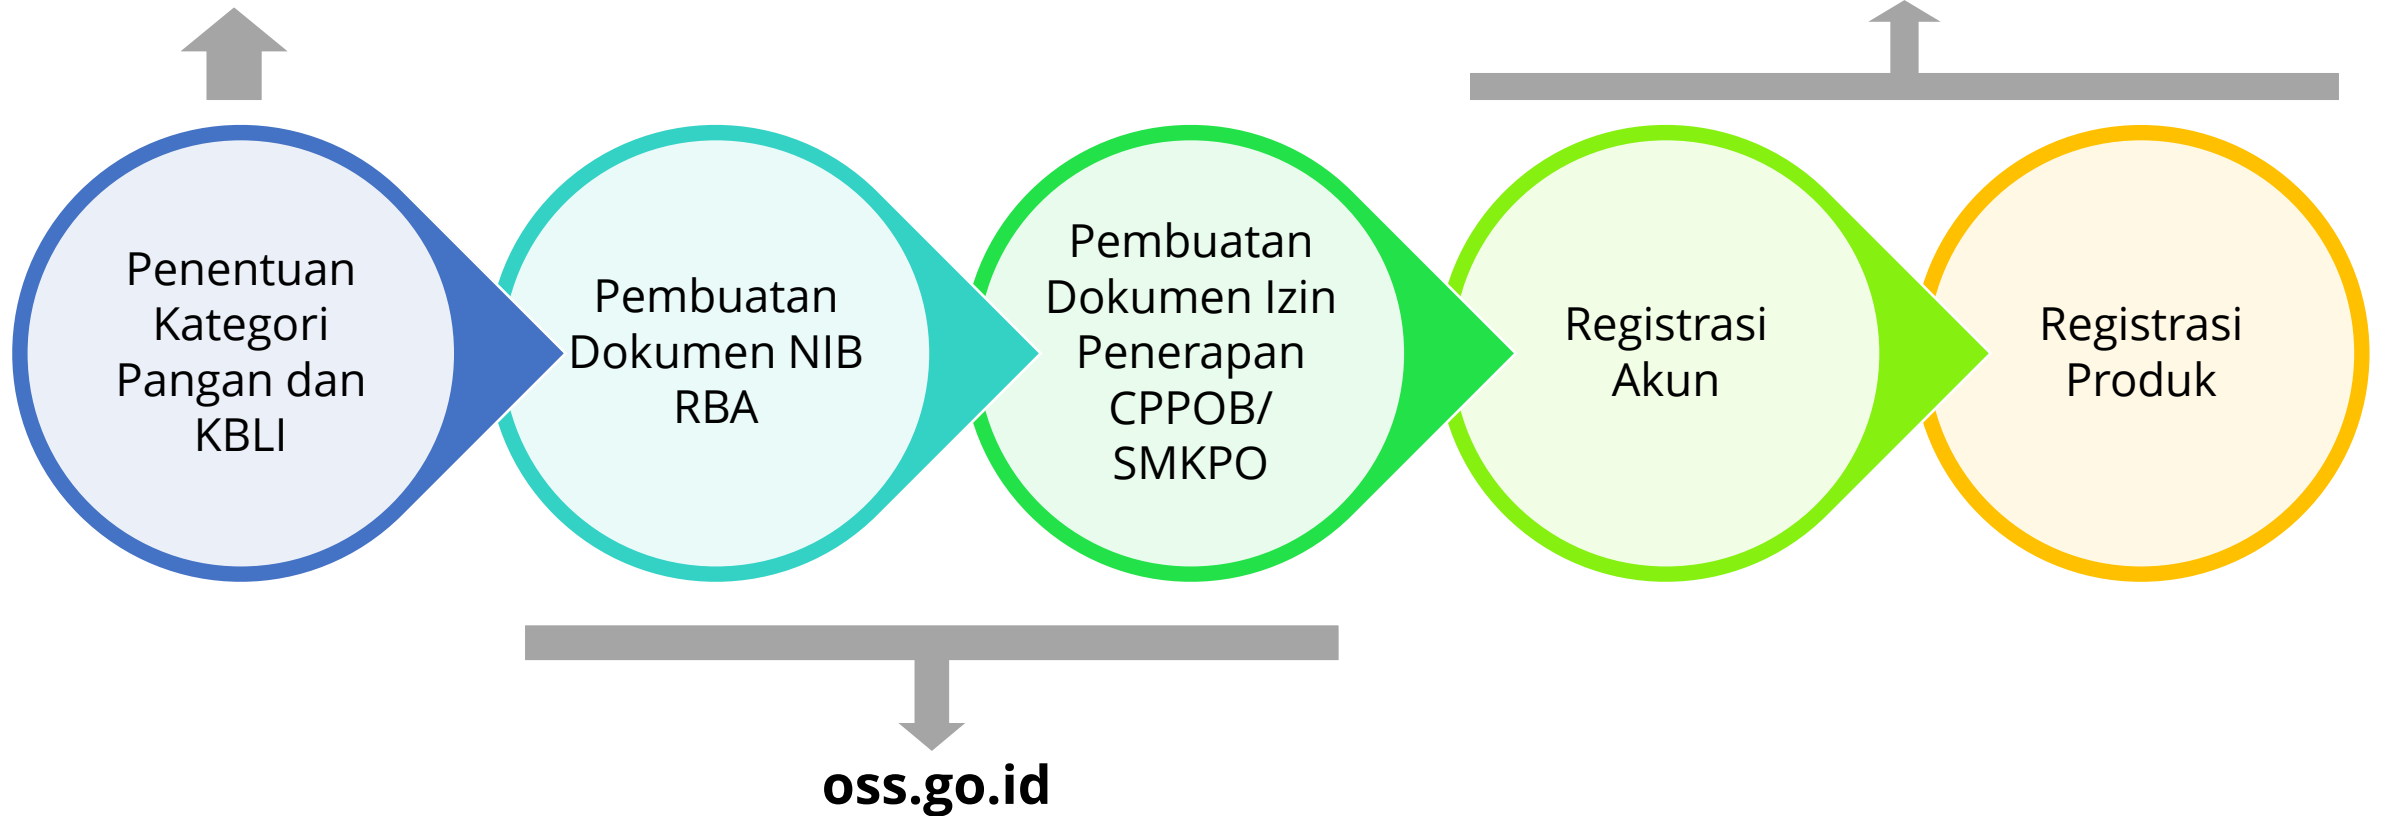 Penentuan
Kategori
Pangan dan
KBLI
Pembuatan
Dokumen NIB
RBA
Pembuatan
Dokumen Izin
Penerapan
CPPOB/
SMKPO
Registrasi
Akun
Registrasi
Produk
oss.go.id